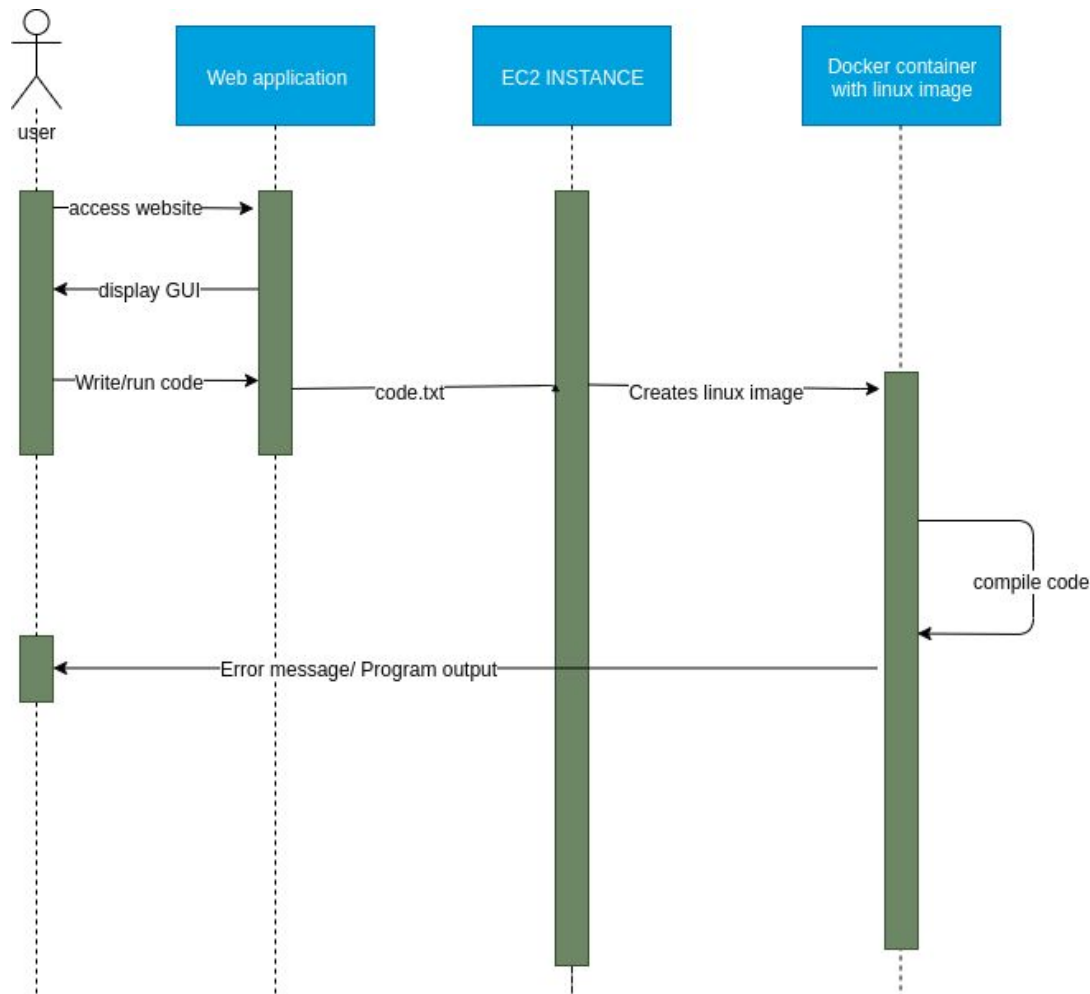 user
Web application
EC2 INSTANCE
Docker container
with linux image
access website
display GUI
Write/run code
code.txt
Creates linux image
compile code
Error message/ Program output